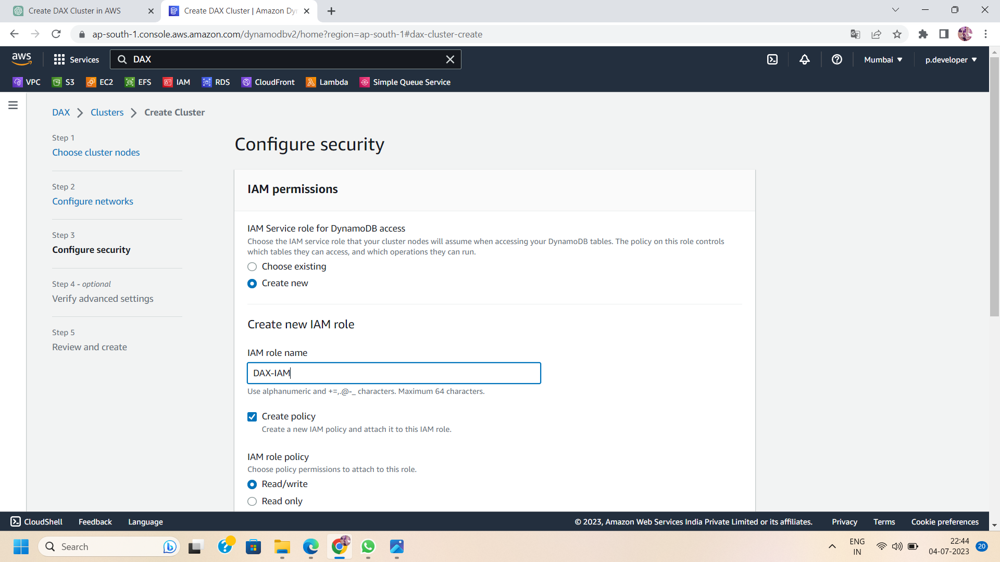 Create DAX Cluster in AWS
Create DAX Cluster | Amazon Dyn
ap-south-1.console.aws.amazon.com/dynamodbv2/home?region=ap-south-1#dax-cluster-create
aws
Services
DAX
Mumbai
p.developer
VPC
S3
EC2
EFS
IAM
RDS
CloudFront
Lambda
Simple Queue Service
DAX
Clusters
Create Cluster
Step 1
Choose cluster nodes
Step 2
Configure networks
Step 3
Configure security
Step 4 - optional
Verify advanced settings
Step 5
Review and create
Configure security
IAM permissions
IAM Service role for DynamoDB access
Choose the IAM service role that your cluster nodes will assume when accessing your DynamoDB tables. The policy on this role controls
which tables they can access, and which operations they can run.
Choose existing
Create new
Create new IAM role
IAM role name
DAX-IAM
Use alphanumeric and +=,.@-_ characters. Maximum 64 characters.
Create policy
Create a new IAM policy and attach it to this IAM role.
IAM role policy
Choose policy permissions to attach to this role.
Read/write
Read only
CloudShell
Feedback
Language
© 2023, Amazon Web Services India Private Limited or its affiliates.
Privacy
Terms
Cookie preferences
Search
ENG
IN
22:44
04-07-2023
20